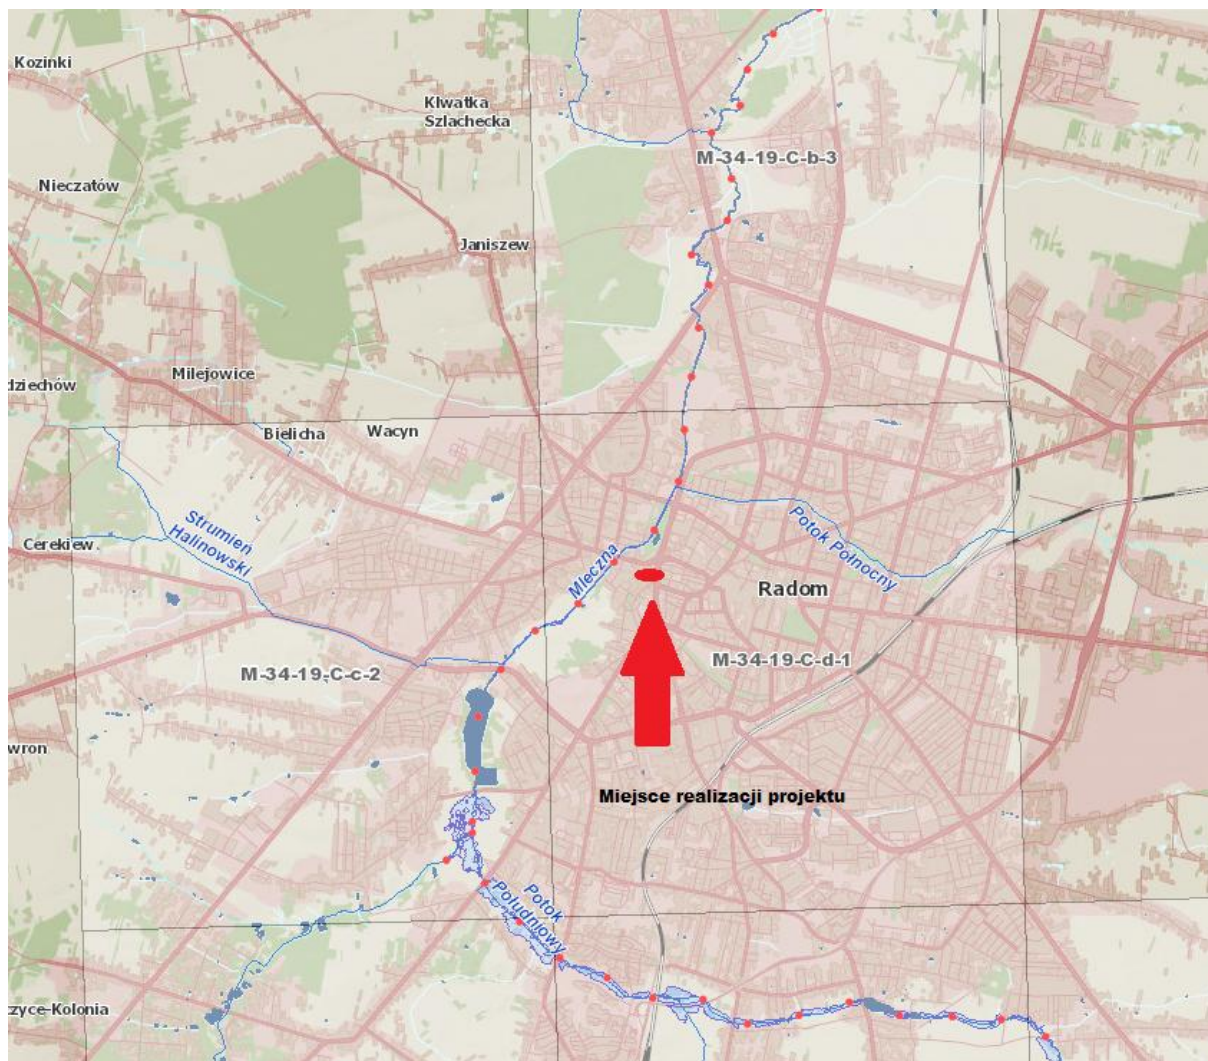 Kozinki
Klwatka
Szlachecka
M-34-19-C-b-3
Nieczatów
Janiszew
Milejowice
dziechów
Bielicha
Wacyn
Strumień
Halinowski
Cerekiew
Mleczna
Potok Północny
Radom
M-34-19-C-c-2
M-34-19-C-d-1
wron
Miejsce realizacji projektu
Potok
Południowy
zyce-Kolonia